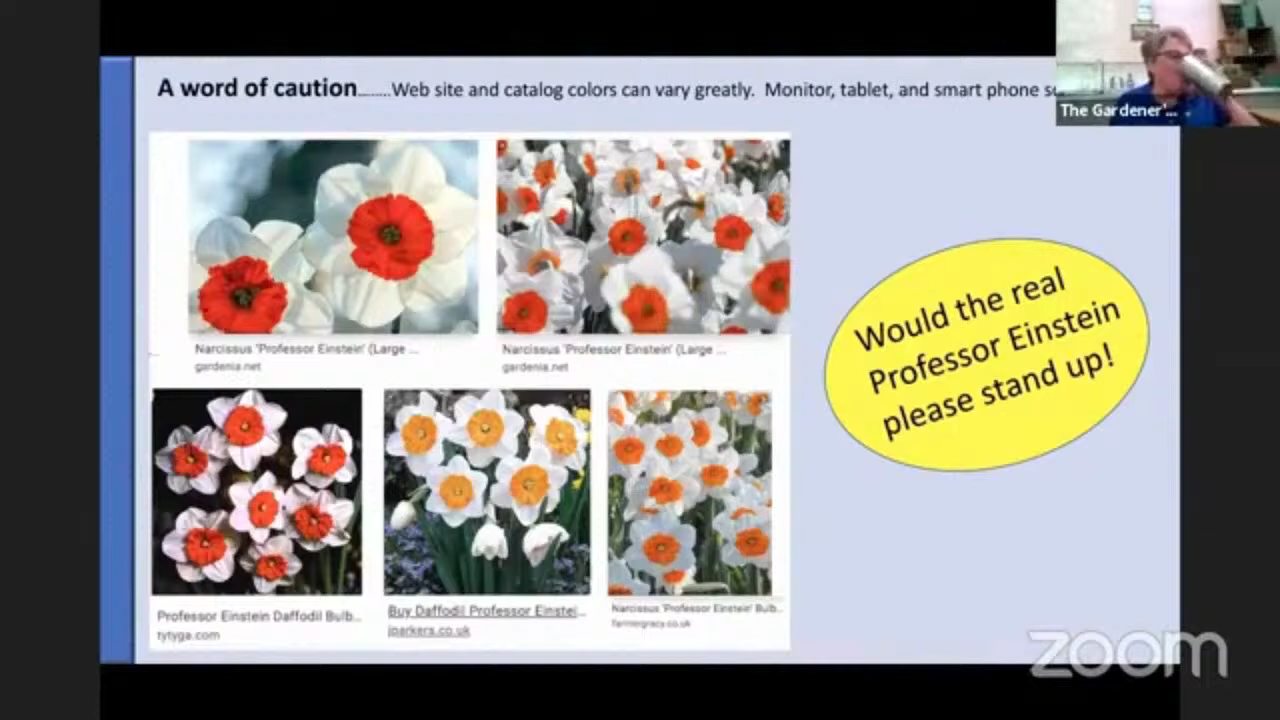 A word of caution........Web site and catalog colors can vary greatly. Monitor, tablet, and smart phone
The Gardener'...
Narcissus 'Professor Einstein' (Large ...
gardenia.net
Narcissus 'Professor Einstein' (Large ...
gardenia.net
Would the real
Professor Einstein
please stand up!
Professor Einstein Daffodil Bulb...
tytyga.com
Buy Daffodil Professor Einstei...
jparkers.co.uk
Narcissus 'Professor Einstein' Bulb...
farmergracy.co.uk
zoom